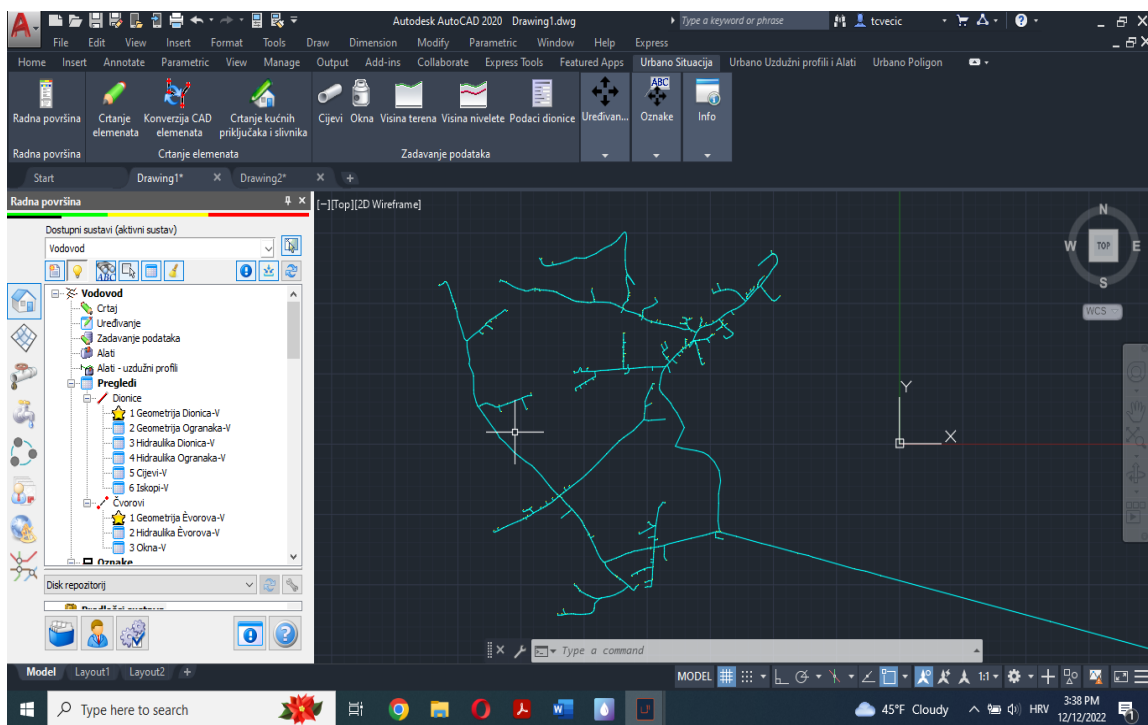 Autodesk AutoCAD 2020 Drawing1.dwg
Type a keyword or phrase
tcvecic
File Edit View Insert Format Tools Draw Dimension Modify Parametric Window Help Express
Home Insert Annotate Parametric View Manage Output Add-ins Collaborate Express Tools Featured Apps Urbano Situacija Urbano Uzdužni profili i Alati Urbano Poligon
Radna površina
Crtanje elemenata
Konverzija CAD elemenata
Crtanje kućnih priključaka i slivnika
Cijevi Okna Visina terena Visina nivelete Podaci dionice
Uređivan...
ABC
Oznake
Info
Radna površina Crtanje elemenata Zadavanje podataka
Start Drawing1* Drawing2*
Radna površina
[−][Top][2D Wireframe]
Dostupni sustavi (aktivni sustav)
Vodovod
ABC
Vodovod
Crtaj
Uređivanje
Zadavanje podataka
Alati
Alati - uzdužni profili
Pregledi
Dionice
1 Geometrija Dionica-V
2 Geometrija Ogranaka-V
3 Hidraulika Dionica-V
4 Hidraulika Ogranaka-V
5 Cijevi-V
6 Iskopi-V
Čvorovi
1 Geometrija Èvorova-V
2 Hidraulika Èvorova-V
3 Okna-V
Oznake
Disk repozitorij
N
W TOP E
S
WCS
Y
X
Type a command
Model Layout1 Layout2 +
MODEL
1:1
Type here to search
45°F Cloudy
HRV
3:38 PM
12/12/2022